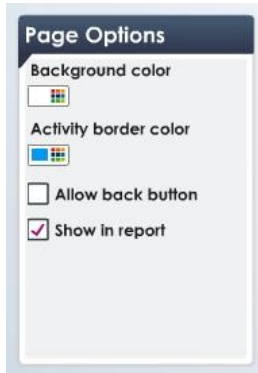 Page Options
Background color
Activity border color
Allow back button
Show in report